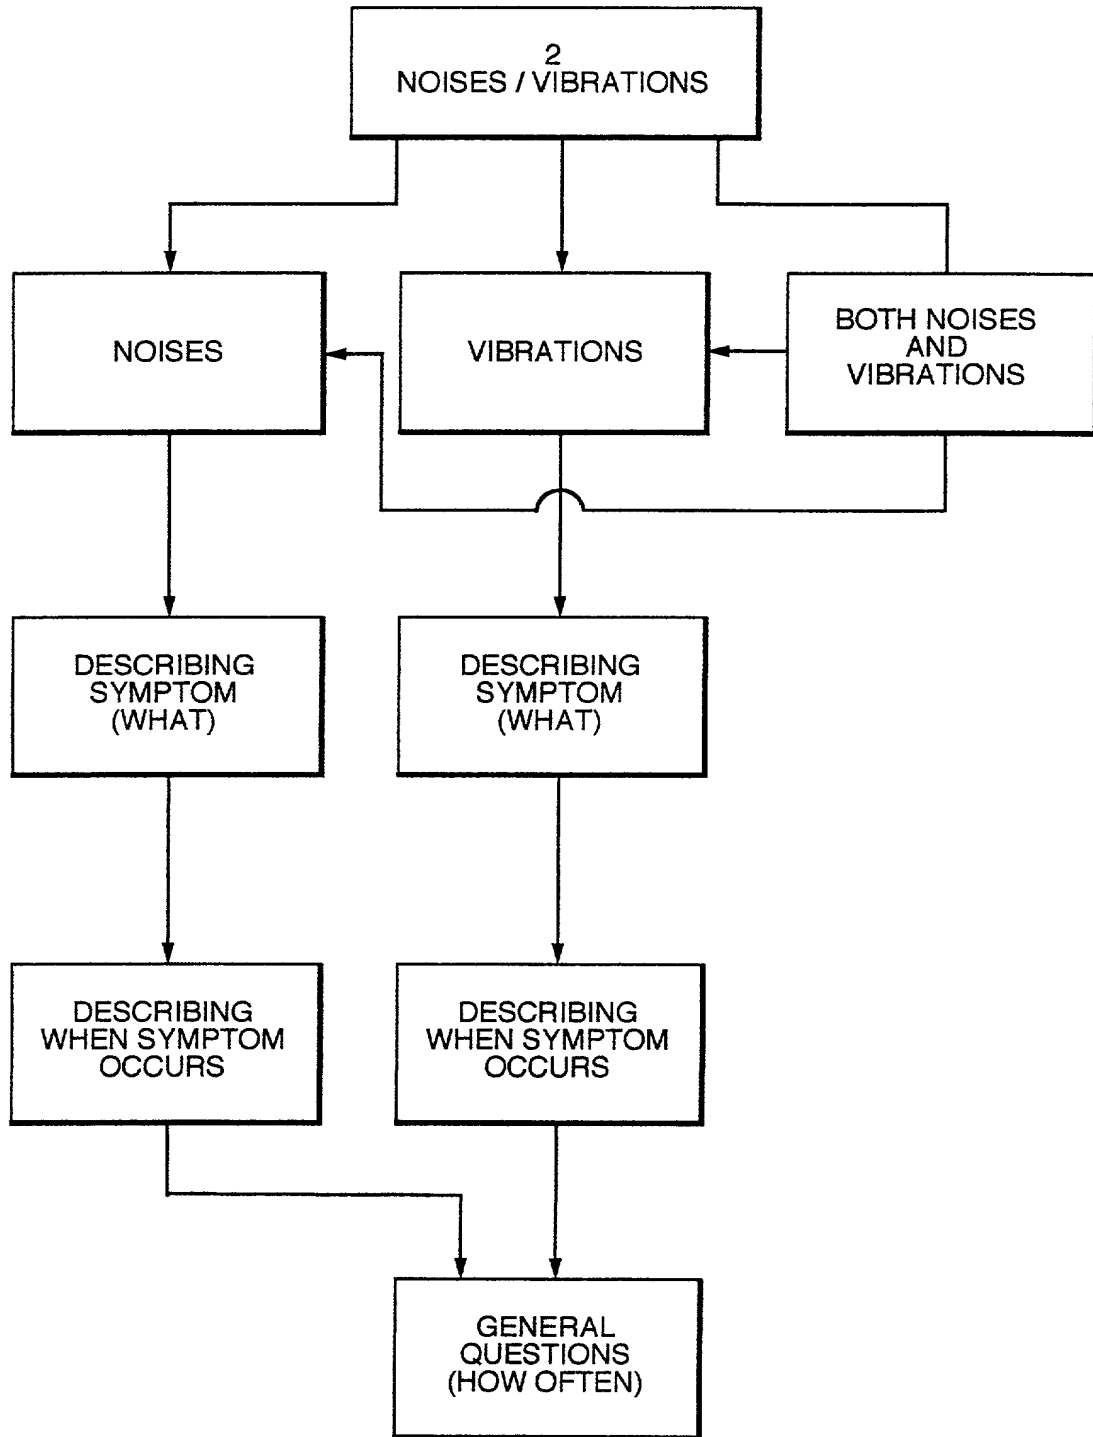 2
NOISES / VIBRATIONS
NOISES
VIBRATIONS
BOTH NOISES
AND
VIBRATIONS
DESCRIBING
SYMPTOM
(WHAT)
DESCRIBING
SYMPTOM
(WHAT)
DESCRIBING
WHEN SYMPTOM
OCCURS
DESCRIBING
WHEN SYMPTOM
OCCURS
GENERAL
QUESTIONS
(HOW OFTEN)